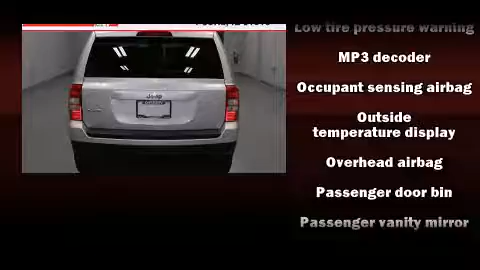 Low tire pressure warning
MP3 decoder
Occupant sensing airbag
Outside
temperature display
Overhead airbag
Passenger door bin
Passenger vanity mirror
Jeep